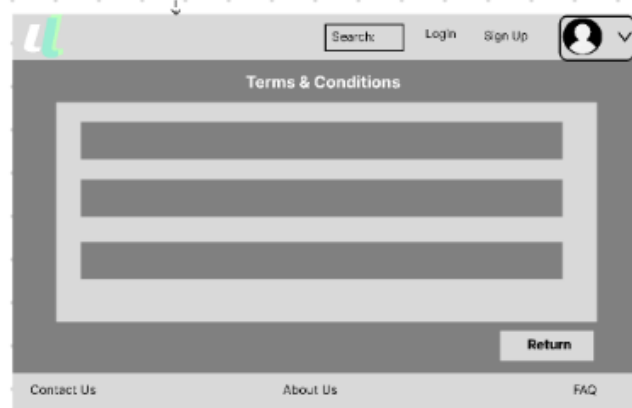 Search:
Login
Sign Up
Terms & Conditions
Return
Contact Us
About Us
FAQ